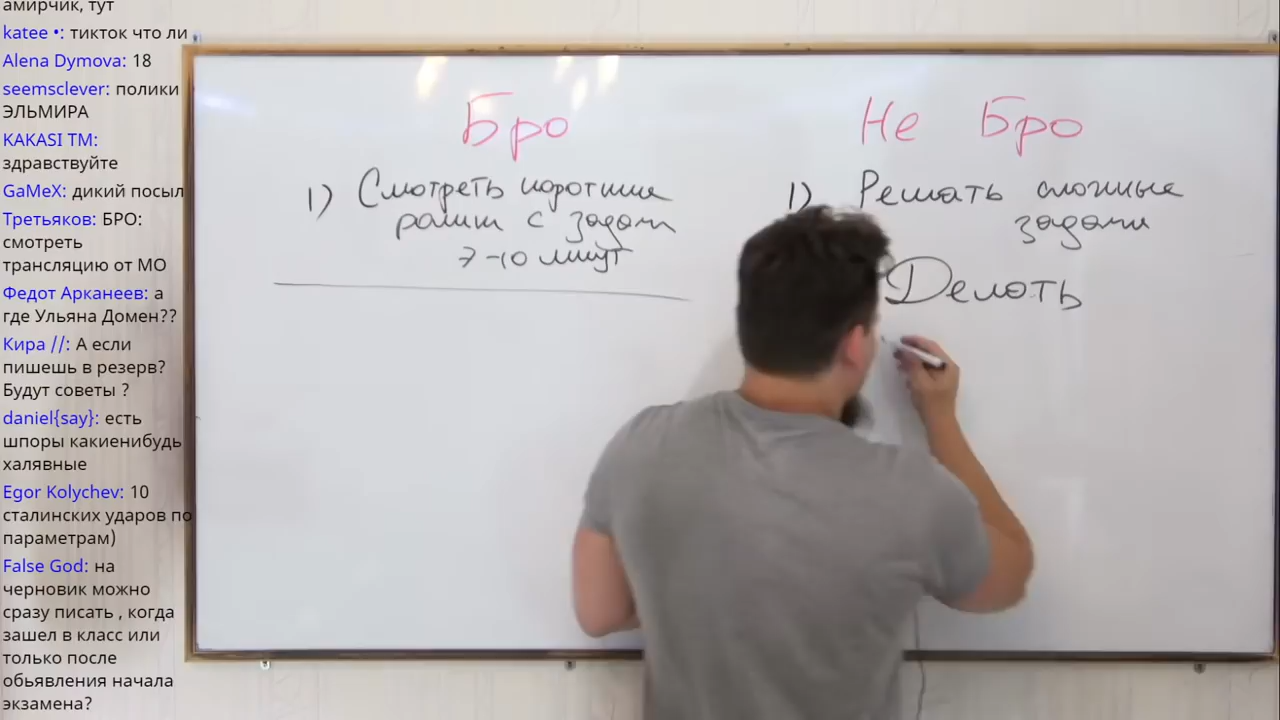 амирчик, тут
katee •: тикток что ли
Alena Dymova: 18
seemsclever: полики
ЭЛЬМИРА
KAKASI TM:
здравствуйте
GaMeX: дикий посыл
Третьяков: БРО:
смотреть
трансляцию от МО
Федот Арканеев: а
где Ульяна Домен??
Кира //: А если
пишешь в резерв?
Будут советы ?
daniel{say}: есть
шпоры какиенибудь
халявные
Egor Kolychev: 10
сталинских ударов по
параметрам)
False God: на
черновик можно
сразу писать , когда
зашел в класс или
только после
обьявления начала
экзамена?
Бро
1) Смотреть короткие
ролики с задач
7-10 минут
Не Бро
1) Решать сложные
задачи
Делать